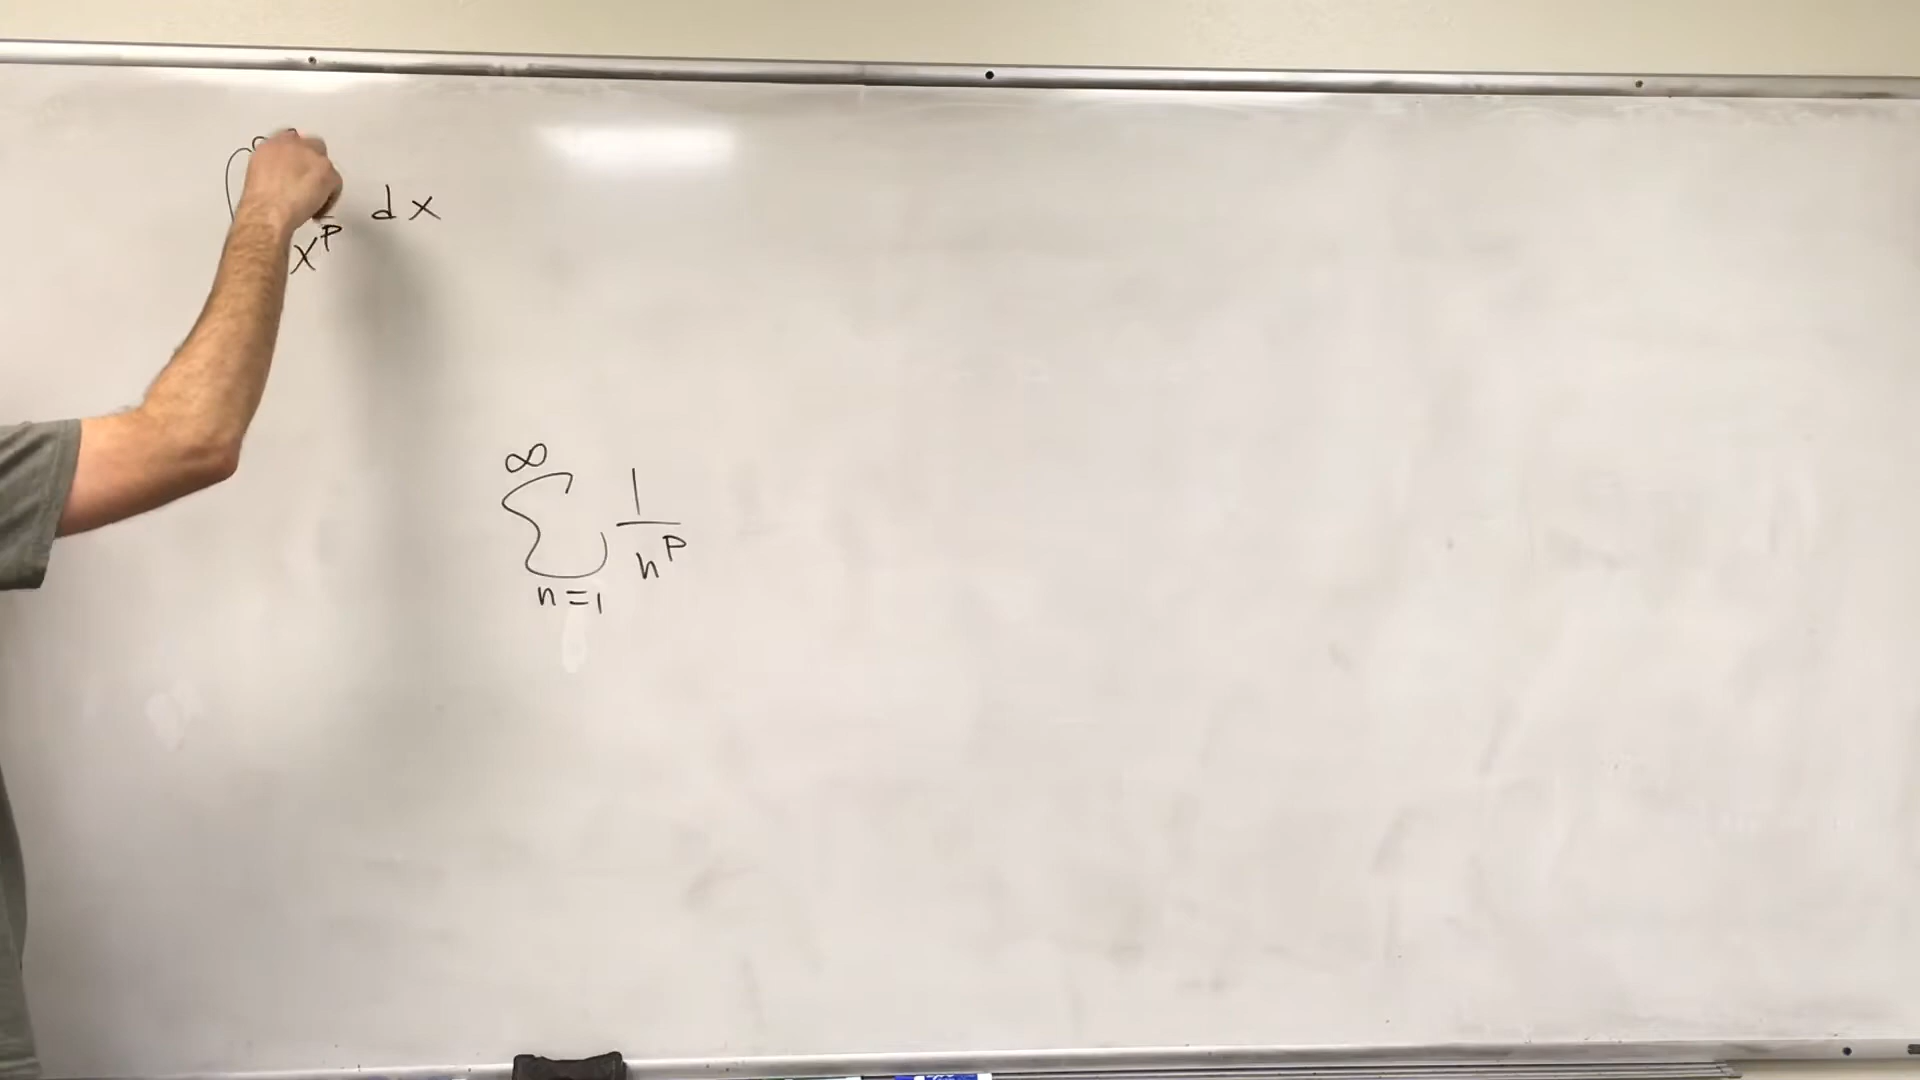 ∫ x^p dx
∞
∑ 1/n^p
n=1